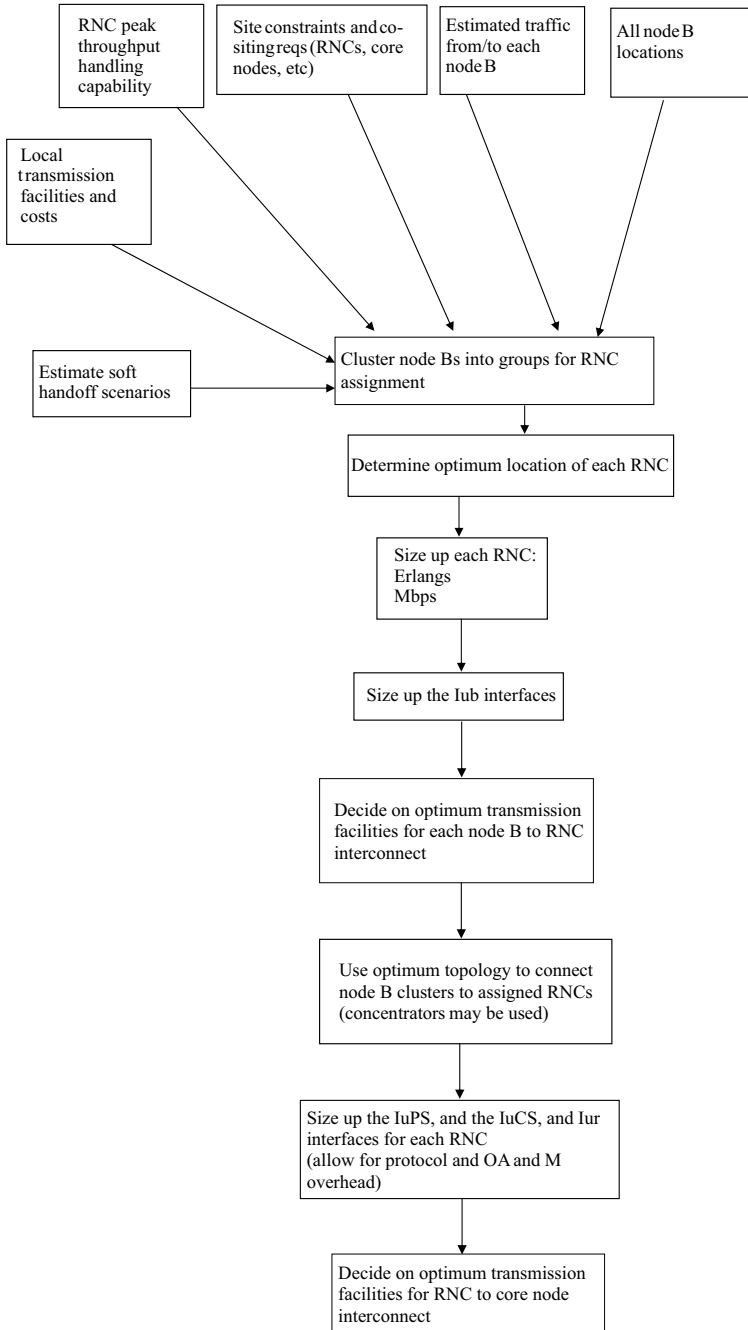 RNC peak
throughput
handling
capability
Site constraints and co-
siting reqs (RNCs, core
nodes, etc)
Estimated traffic
from/to each
node B
All node B
locations
Local
transmission
facilities and
costs
Estimate soft
handoff scenarios
Cluster node Bs into groups for RNC
assignment
Determine optimum location of each RNC
Size up each RNC:
Erlangs
Mbps
Size up the Iub interfaces
Decide on optimum transmission
facilities for each node B to RNC
interconnect
Use optimum topology to connect
node B clusters to assigned RNCs
(concentrators may be used)
Size up the IuPS, and the IuCS, and Iur
interfaces for each RNC
(allow for protocol and OA and M
overhead)
Decide on optimum transmission
facilities for RNC to core node
interconnect